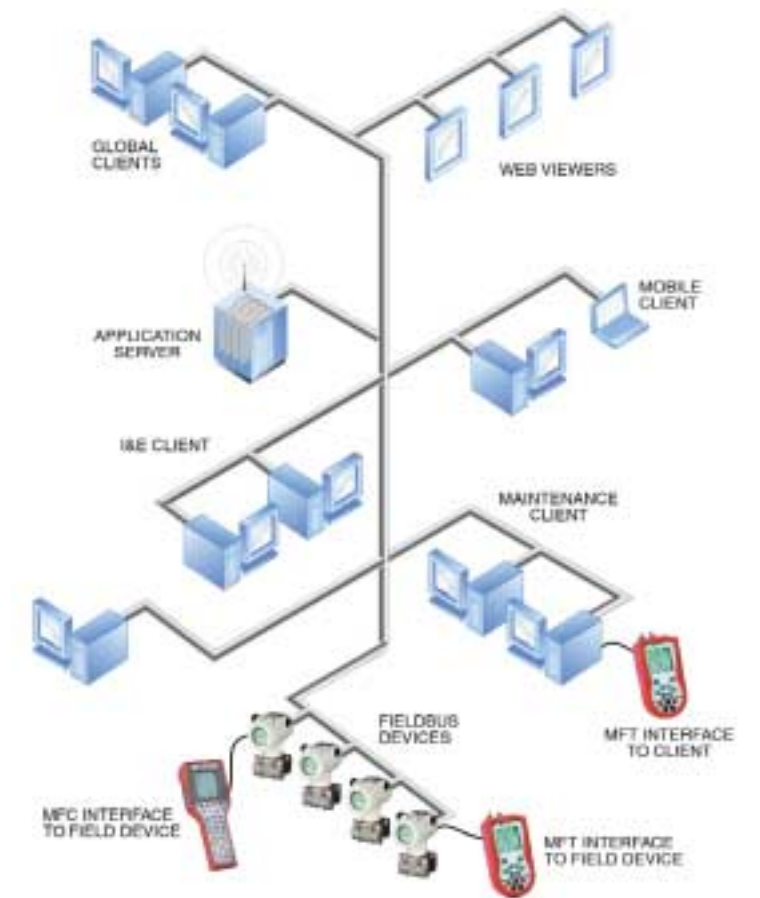 GLOBAL
CLIENTS
WEB VIEWERS
MOBILE
CLIENT
APPLICATION
SERVER
I&E CLIENT
MAINTENANCE
CLIENT
FIELDBUS
DEVICES
MFT INTERFACE
TO CLIENT
MFC INTERFACE
TO FIELD DEVICE
MFT INTERFACE
TO FIELD DEVICE